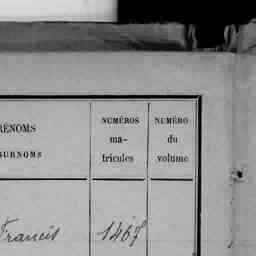 RÉNOMS
SURNOMS
NUMÉROS
ma-
tricules
NUMÉRO
du
volume
Francis 1467